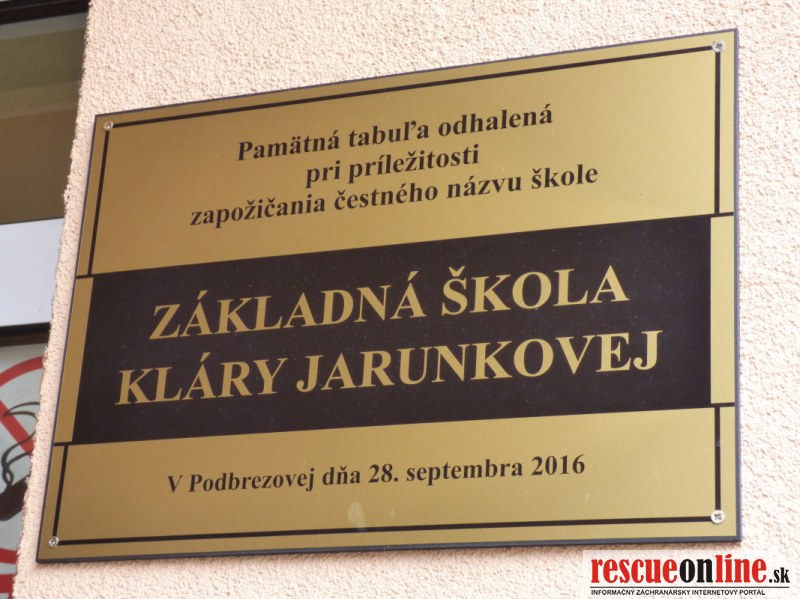 Pamätná tabuľa odhalená
pri príležitosti
zapožičania čestného názvu škole
ZÁKLADNÁ ŠKOLA
KLÁRY JARUNKOVEJ
V Podbrezovej dňa 28. septembra 2016
rescueonline.sk
INFORMAČNÝ ZÁCHRANÁRSKY INTERNETOVÝ PORTÁL